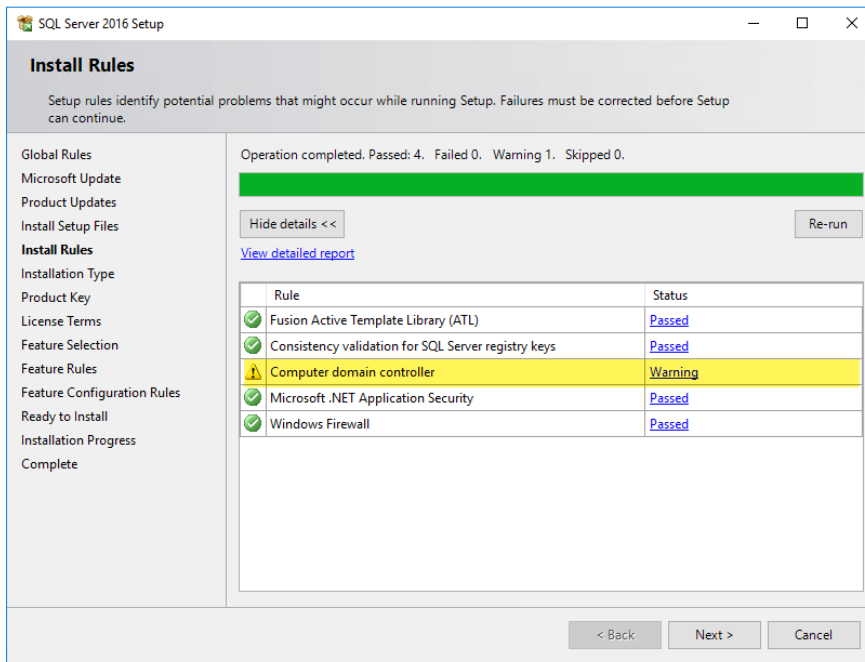 SQL Server 2016 Setup
Install Rules
Setup rules identify potential problems that might occur while running Setup. Failures must be corrected before Setup
can continue.
Global Rules
Microsoft Update
Product Updates
Install Setup Files
Install Rules
Installation Type
Product Key
License Terms
Feature Selection
Feature Rules
Feature Configuration Rules
Ready to Install
Installation Progress
Complete
Operation completed. Passed: 4. Failed 0. Warning 1. Skipped 0.
Hide details << Re-run
View detailed report
Rule Status
Fusion Active Template Library (ATL) Passed
Consistency validation for SQL Server registry keys Passed
Computer domain controller Warning
Microsoft .NET Application Security Passed
Windows Firewall Passed
< Back Next > Cancel